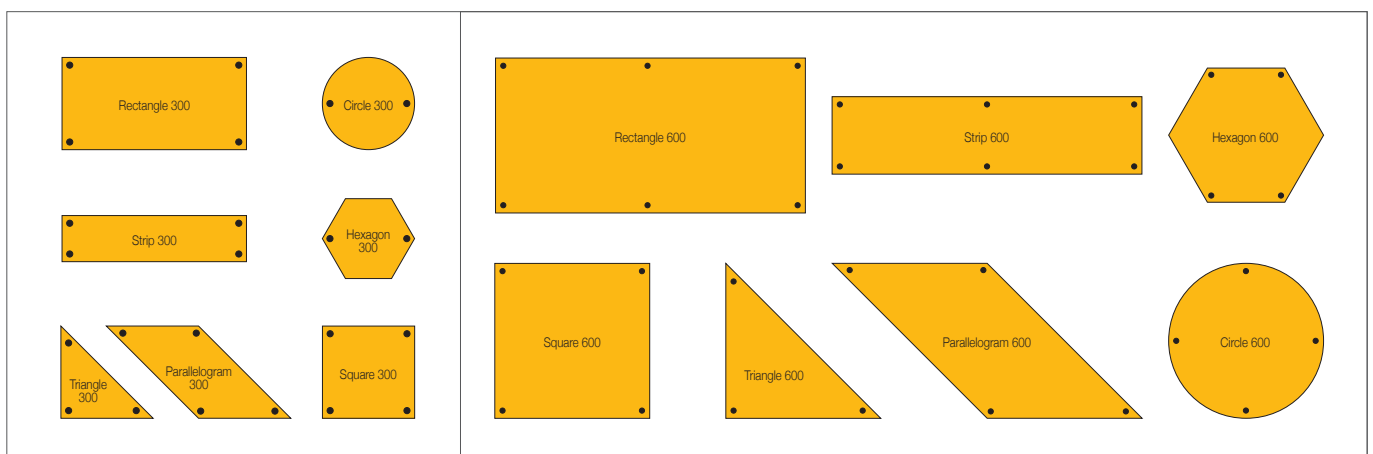 Rectangle 300
Circle 300
Strip 300
Hexagon
300
Triangle
300
Parallelogram
300
Square 300
Rectangle 600
Strip 600
Hexagon 600
Square 600
Triangle 600
Parallelogram 600
Circle 600